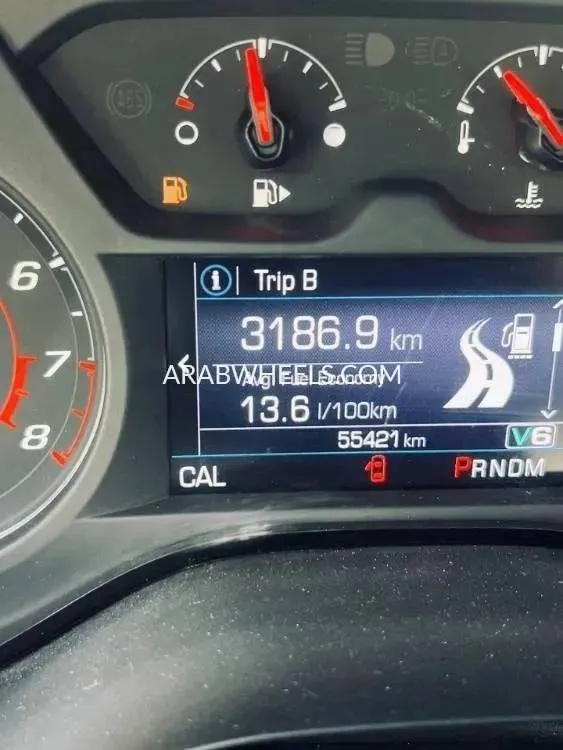 ABS
A
6
7
8
Trip B
3186.9 km
Avg. Fuel Economy
13.6 l/100km
55421 km
V6
CAL
PRNDM
ARABWHEELS.COM